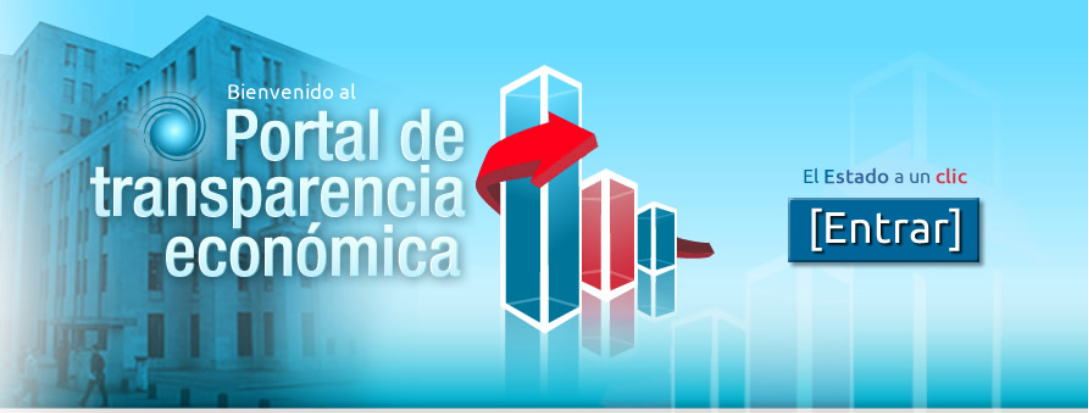 Bienvenido al
Portal de
transparencia
económica
El Estado a un clic
[Entrar]